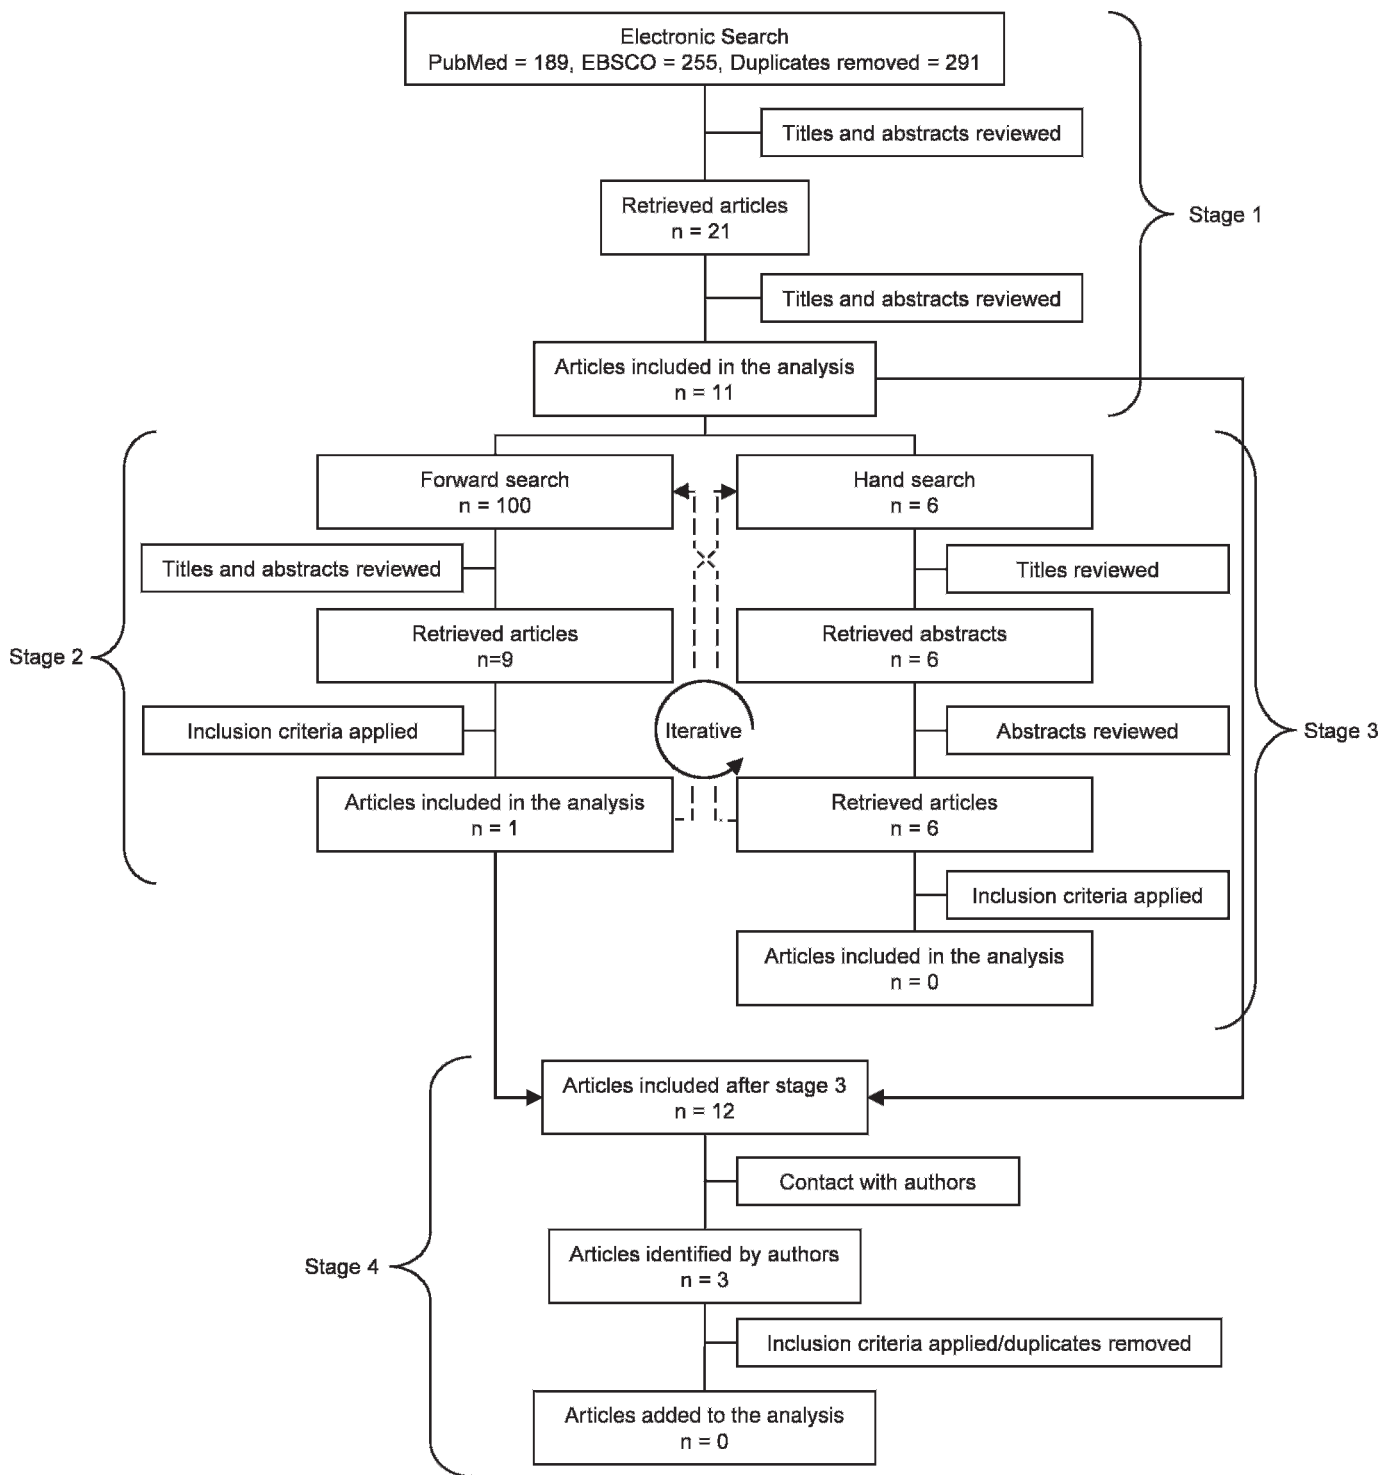 Electronic Search
PubMed = 189, EBSCO = 255, Duplicates removed = 291
Titles and abstracts reviewed
Retrieved articles
n = 21
Stage 1
Titles and abstracts reviewed
Articles included in the analysis
n = 11
Forward search
n = 100
Hand search
n = 6
Titles and abstracts reviewed
Titles reviewed
Retrieved articles
n=9
Retrieved abstracts
n = 6
Stage 2
Inclusion criteria applied
Iterative
Abstracts reviewed
Stage 3
Articles included in the analysis
n = 1
Retrieved articles
n = 6
Inclusion criteria applied
Articles included in the analysis
n = 0
Articles included after stage 3
n = 12
Contact with authors
Articles identified by authors
n = 3
Stage 4
Inclusion criteria applied/duplicates removed
Articles added to the analysis
n = 0